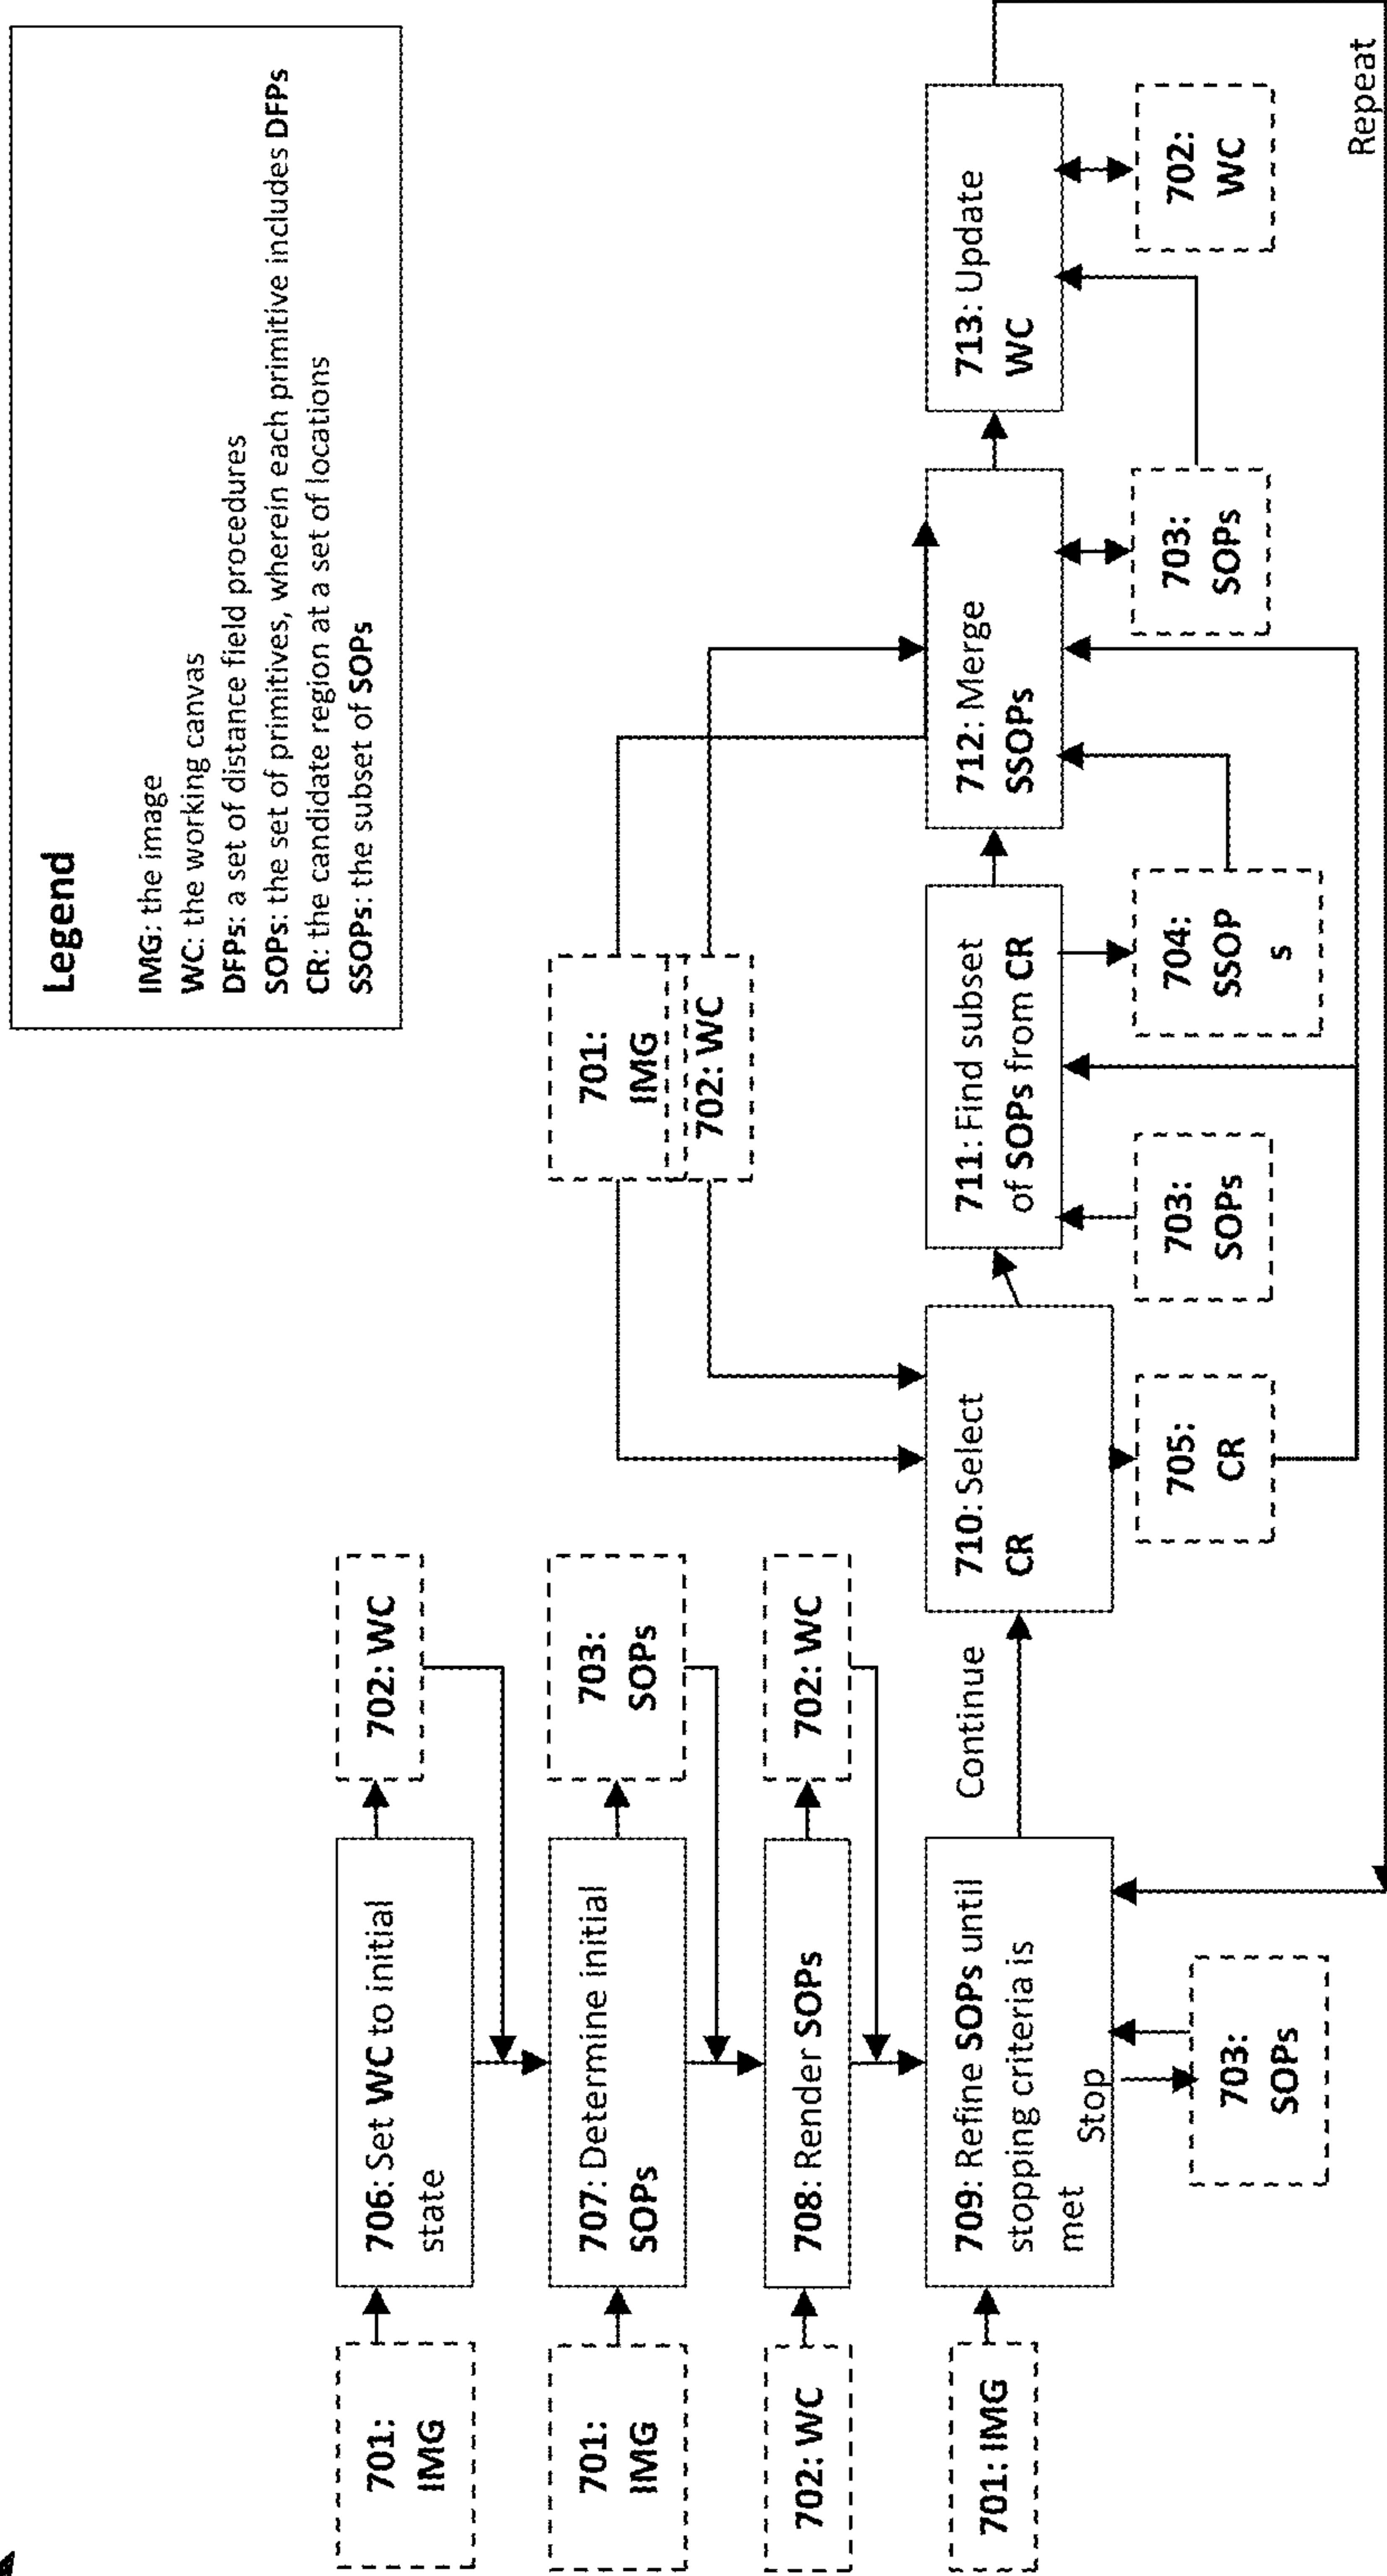 Legend
IMG: the image
WC: the working canvas
DFPs: a set of distance field procedures
SOPs: the set of primitives, wherein each primitive includes DFPs
CR: the candidate region at a set of locations
SSOPs: the subset of SOPs
701:
IMG
706: Set WC to initial
state
702: WC
701:
IMG
707: Determine initial
SOPs
703:
SOPs
702: WC
708: Render SOPs
702: WC
701: IMG
709: Refine SOPs until
stopping criteria is
met
Stop
703:
SOPs
Continue
701:
IMG
702: WC
710: Select
CR
705:
CR
711: Find subset
of SOPs from CR
703:
SOPs
704:
SSOP
s
712: Merge
SSOPs
703:
SOPs
713: Update
WC
702:
WC
Repeat